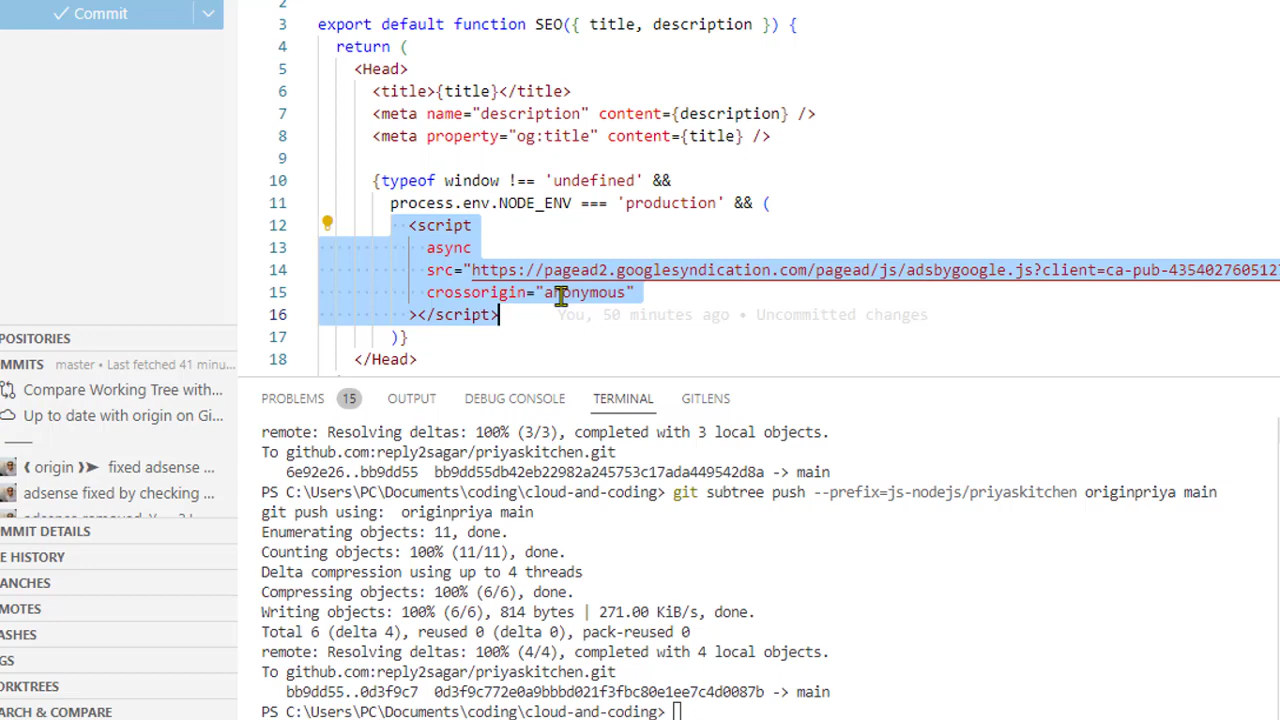 Commit
2
3 export default function SEO({ title, description }) {
4 return (
5 <Head>
6 <title>{title}</title>
7 <meta name="description" content={description} />
8 <meta property="og:title" content={title} />
9
10 {typeof window !== 'undefined' &&
11 process.env.NODE_ENV === 'production' && (
12 <script
13 async
14 src="https://pagead2.googlesyndication.com/pagead/js/adsbygoogle.js?client=ca-pub-435402760512
15 crossorigin="anonymous"
16 ></script> You, 50 minutes ago • Uncommitted changes
17 )}
18 </Head>
EPOSITORIES
MMITS master • Last fetched 41 minu...
Compare Working Tree with...
Up to date with origin on Gi...
origin fixed adsense ...
adsense fixed by checking ...
MMIT DETAILS
E HISTORY
ANCHES
MOTES
ASHES
GS
ORKTREES
ARCH & COMPARE
PROBLEMS 15 OUTPUT DEBUG CONSOLE TERMINAL GITLENS
remote: Resolving deltas: 100% (3/3), completed with 3 local objects.
To github.com:reply2sagar/priyaskitchen.git
6e92e26..bb9dd55 bb9dd55db42eb22982a245753c17ada449542d8a -> main
PS C:\Users\PC\Documents\coding\cloud-and-coding> git subtree push --prefix=js-nodejs/priyaskitchen originpriya main
git push using: originpriya main
Enumerating objects: 11, done.
Counting objects: 100% (11/11), done.
Delta compression using up to 4 threads
Compressing objects: 100% (6/6), done.
Writing objects: 100% (6/6), 814 bytes | 271.00 KiB/s, done.
Total 6 (delta 4), reused 0 (delta 0), pack-reused 0
remote: Resolving deltas: 100% (4/4), completed with 4 local objects.
To github.com:reply2sagar/priyaskitchen.git
bb9dd55..0d3f9c7 0d3f9c772e0a9bbbd021f3fbc80e1ee7c4d0087b -> main
PS C:\Users\PC\Documents\coding\cloud-and-coding>